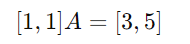 [1, 1]A = [3, 5]